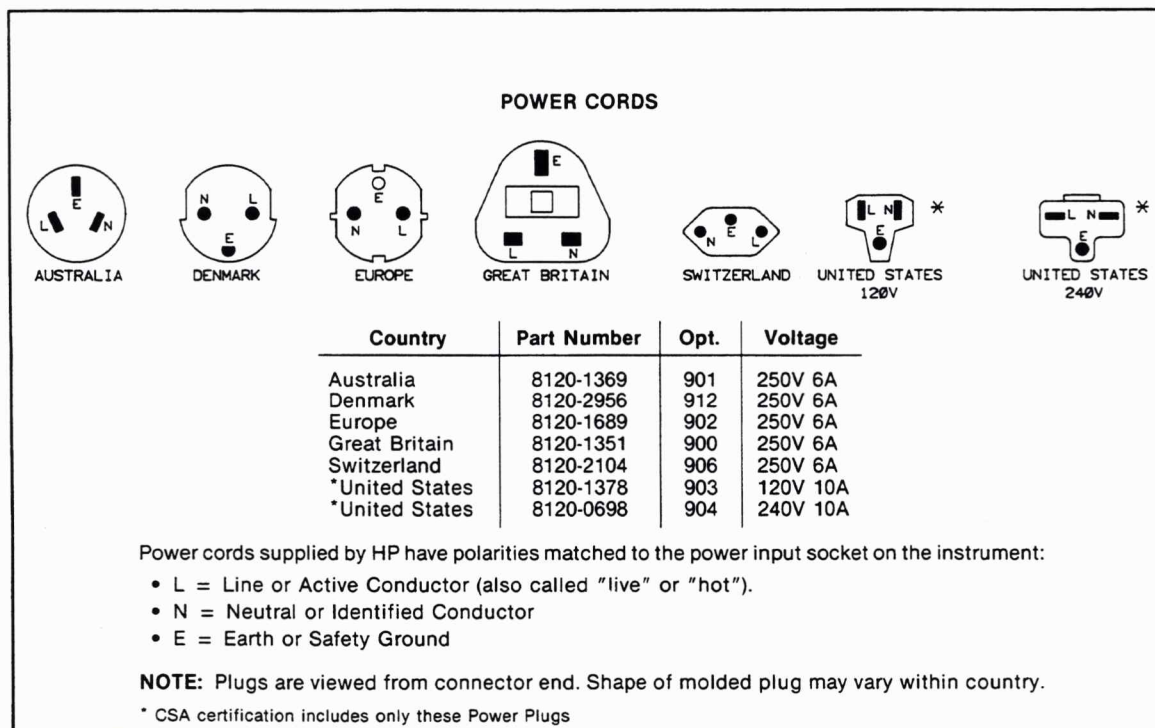 POWER CORDS
E
E L N
N L E
E N L
L N
N E L
L N E *
L N E *
AUSTRALIA DENMARK EUROPE GREAT BRITAIN SWITZERLAND UNITED STATES 120V UNITED STATES 240V
Country Part Number Opt. Voltage
Australia 8120-1369 901 250V 6A
Denmark 8120-2956 912 250V 6A
Europe 8120-1689 902 250V 6A
Great Britain 8120-1351 900 250V 6A
Switzerland 8120-2104 906 250V 6A
*United States 8120-1378 903 120V 10A
*United States 8120-0698 904 240V 10A
Power cords supplied by HP have polarities matched to the power input socket on the instrument:
• L = Line or Active Conductor (also called "live" or "hot").
• N = Neutral or Identified Conductor
• E = Earth or Safety Ground
NOTE: Plugs are viewed from connector end. Shape of molded plug may vary within country.
* CSA certification includes only these Power Plugs